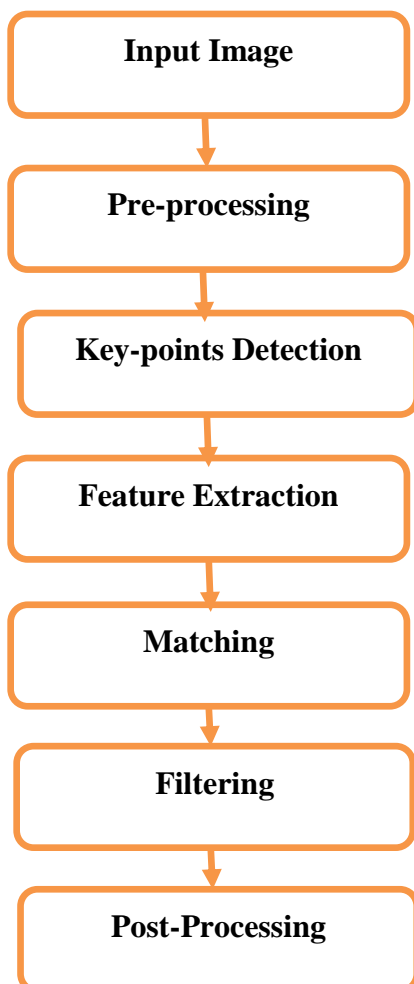 Input Image
Pre-processing
Key-points Detection
Feature Extraction
Matching
Filtering
Post-Processing